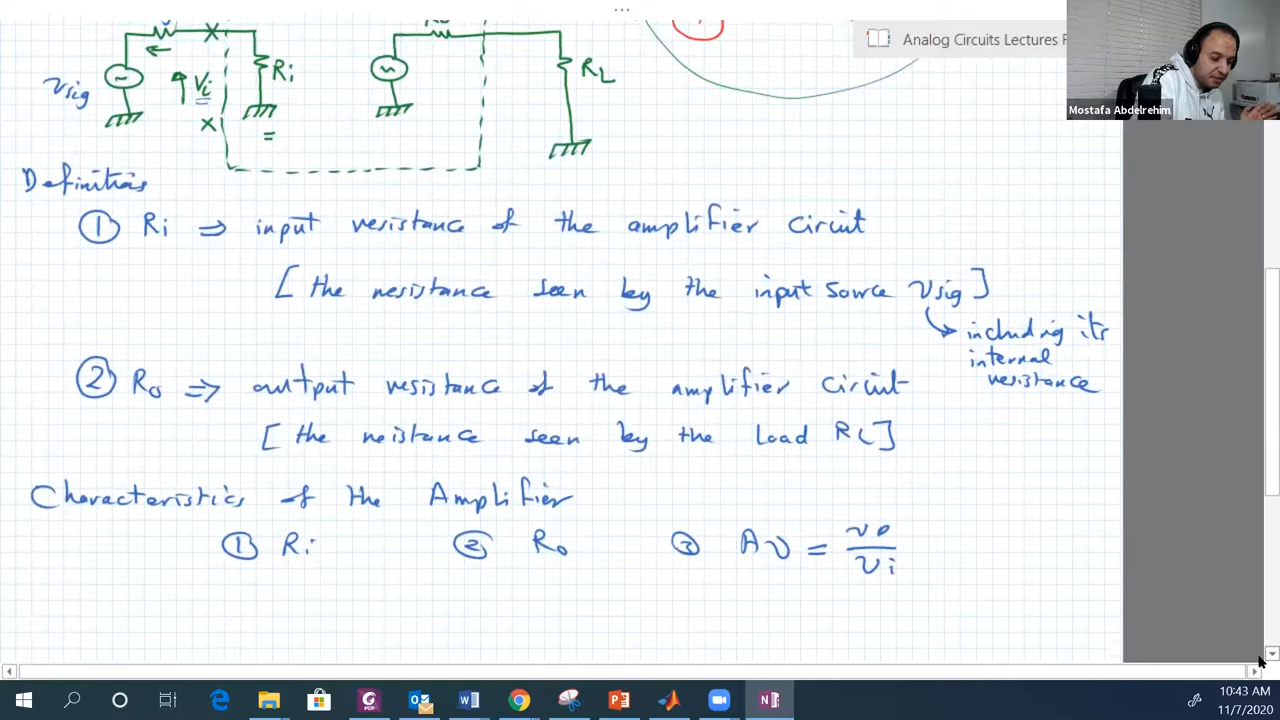 ...
Analog Circuits Lectures F
Mostafa Abdelrehim
Vsig
Vi
Ri
RL
Definitions
① Ri ⇒ input resistance of the amplifier circuit
[the resistance seen by the input source Vsig]
including its
internal
resistance
② Ro ⇒ output resistance of the amplifier circuit
[the resistance seen by the Load RL]
Characteristics of the Amplifier
① Ri ② Ro ③ Av = vo/vi
PDF
10:43 AM
11/7/2020